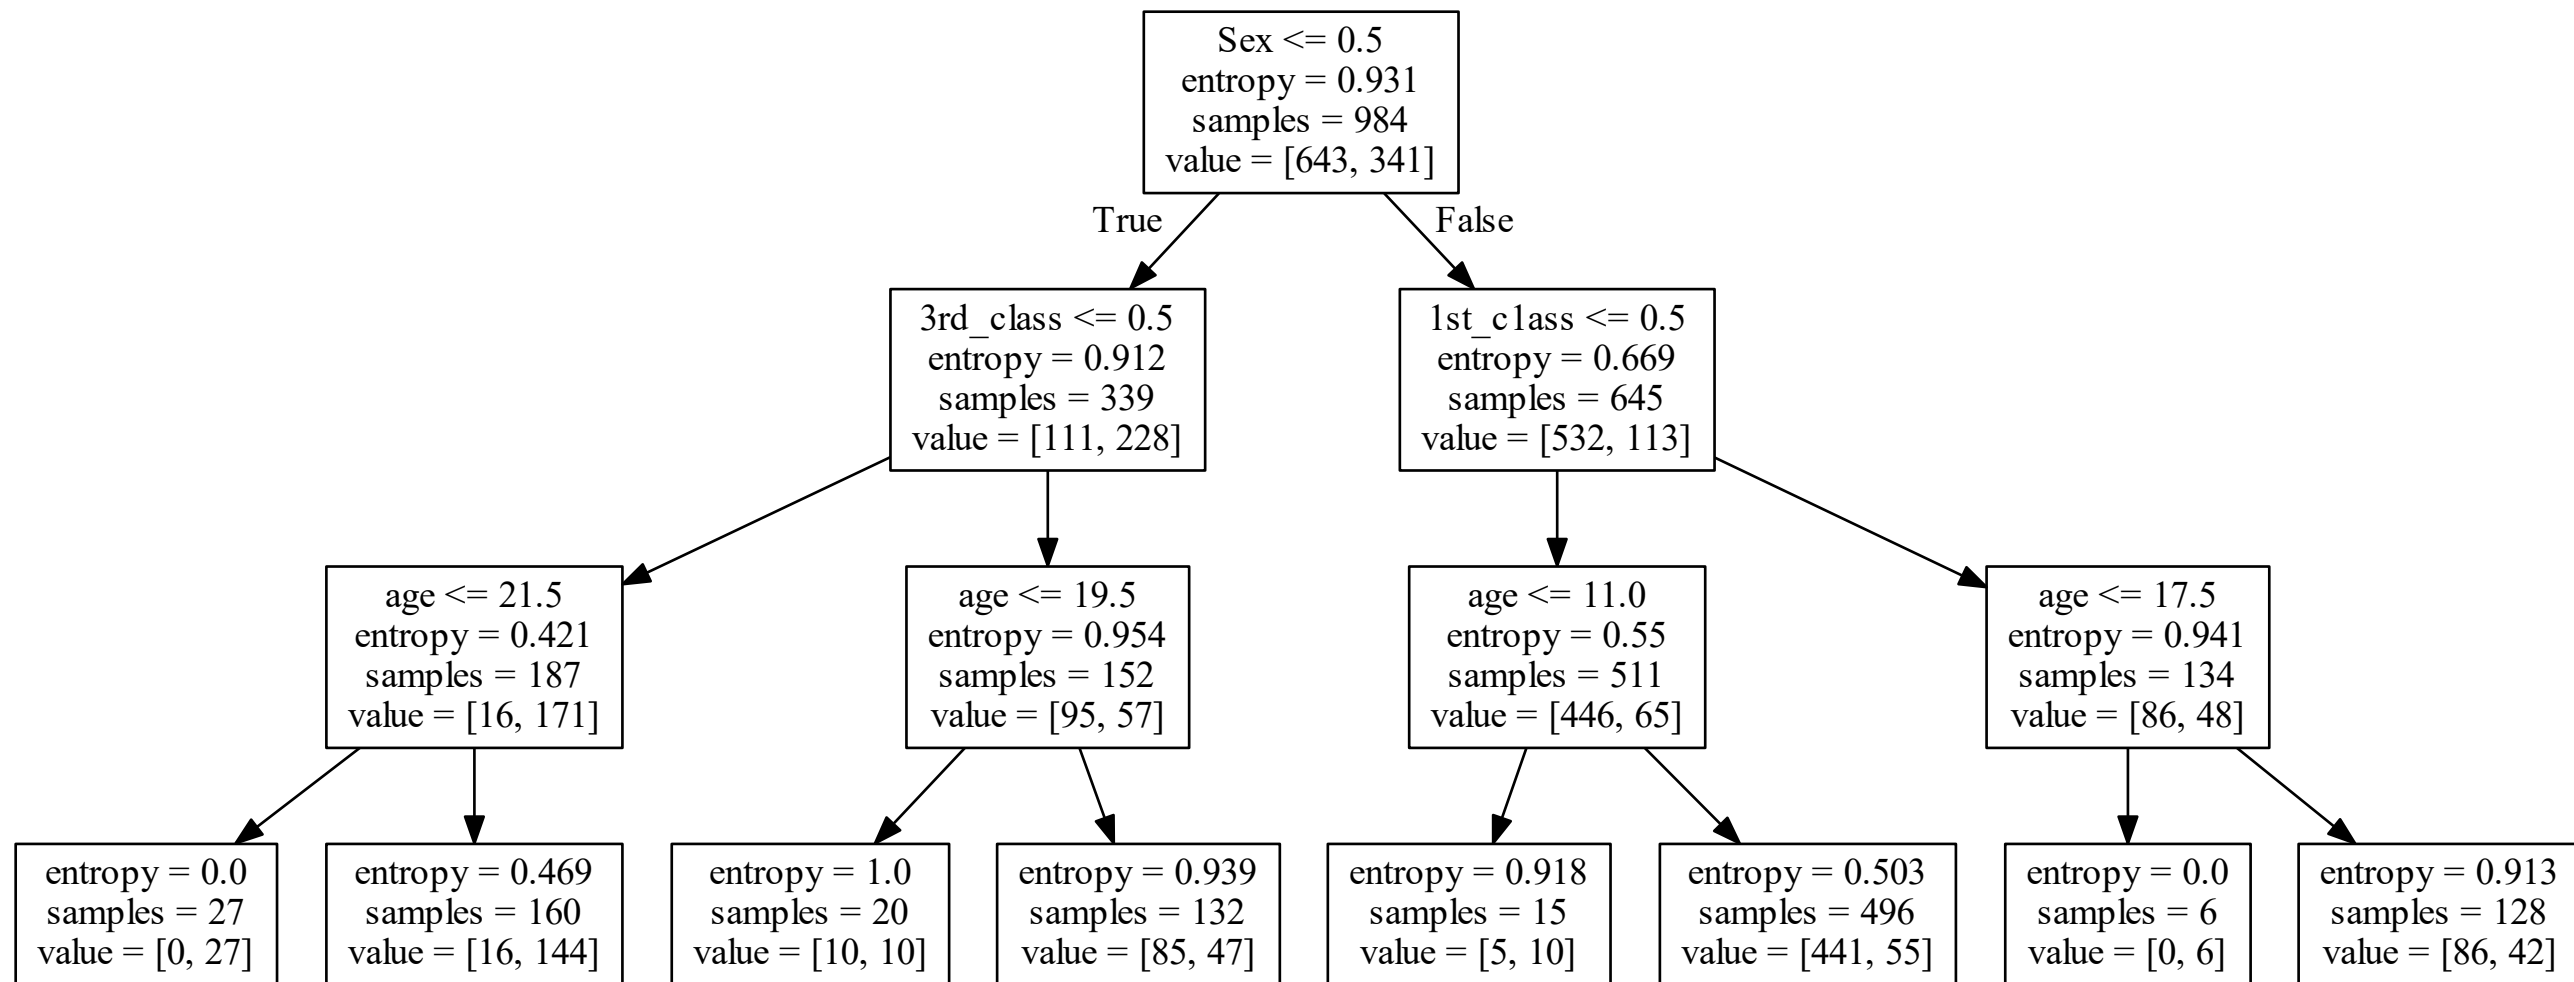 Sex <= 0.5
entropy = 0.931
samples = 984
value = [643, 341]
True
False
3rd_class <= 0.5
entropy = 0.912
samples = 339
value = [111, 228]
1st_c1ass <= 0.5
entropy = 0.669
samples = 645
value = [532, 113]
age <= 21.5
entropy = 0.421
samples = 187
value = [16, 171]
age <= 19.5
entropy = 0.954
samples = 152
value = [95, 57]
age <= 11.0
entropy = 0.55
samples = 511
value = [446, 65]
age <= 17.5
entropy = 0.941
samples = 134
value = [86, 48]
entropy = 0.0
samples = 27
value = [0, 27]
entropy = 0.469
samples = 160
value = [16, 144]
entropy = 1.0
samples = 20
value = [10, 10]
entropy = 0.939
samples = 132
value = [85, 47]
entropy = 0.918
samples = 15
value = [5, 10]
entropy = 0.503
samples = 496
value = [441, 55]
entropy = 0.0
samples = 6
value = [0, 6]
entropy = 0.913
samples = 128
value = [86, 42]